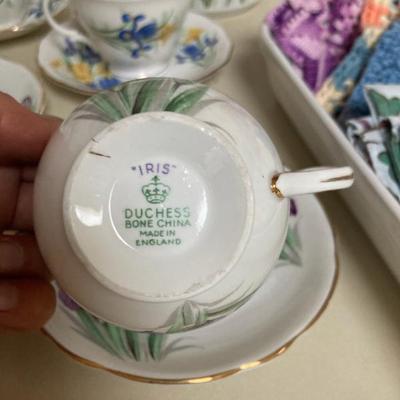 "IRIS"
DUCHESS
BONE CHINA
MADE IN
ENGLAND